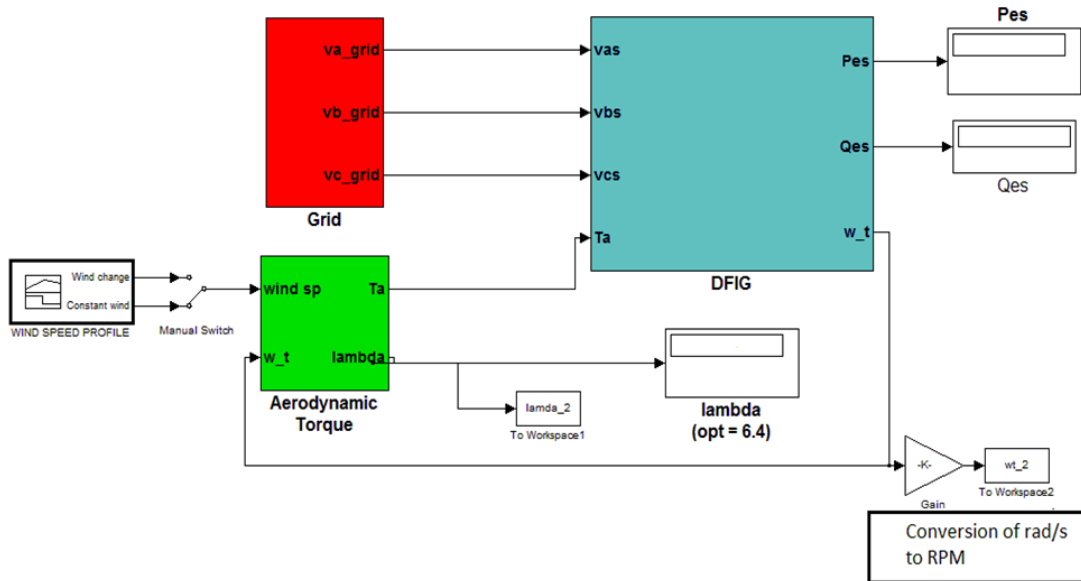 Pes
va_grid
vas
Pes
vb_grid
vbs
Qes
vc_grid
vcs
Qes
Grid
Ta
w_t
DFIG
Wind change
Constant wind
WIND SPEED PROFILE
Manual Switch
wind sp
Ta
w_t
lambda
Aerodynamic
Torque
lamda_2
To Workspace1
lambda
(opt = 6.4)
-K-
Gain
wt_2
To Workspace2
Conversion of rad/s
to RPM